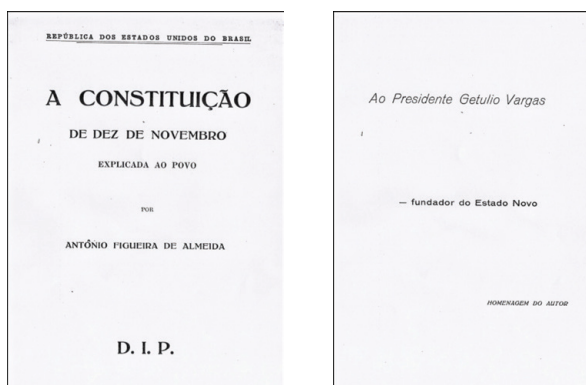 REPÚBLICA DOS ESTADOS UNIDOS DO BRASIL
A CONSTITUIÇÃO
DE DEZ DE NOVEMBRO
EXPLICADA AO POVO
POR
ANTÔNIO FIGUEIRA DE ALMEIDA
D. I. P.
Ao Presidente Getulio Vargas
— fundador do Estado Novo
HOMENAGEM DO AUTOR